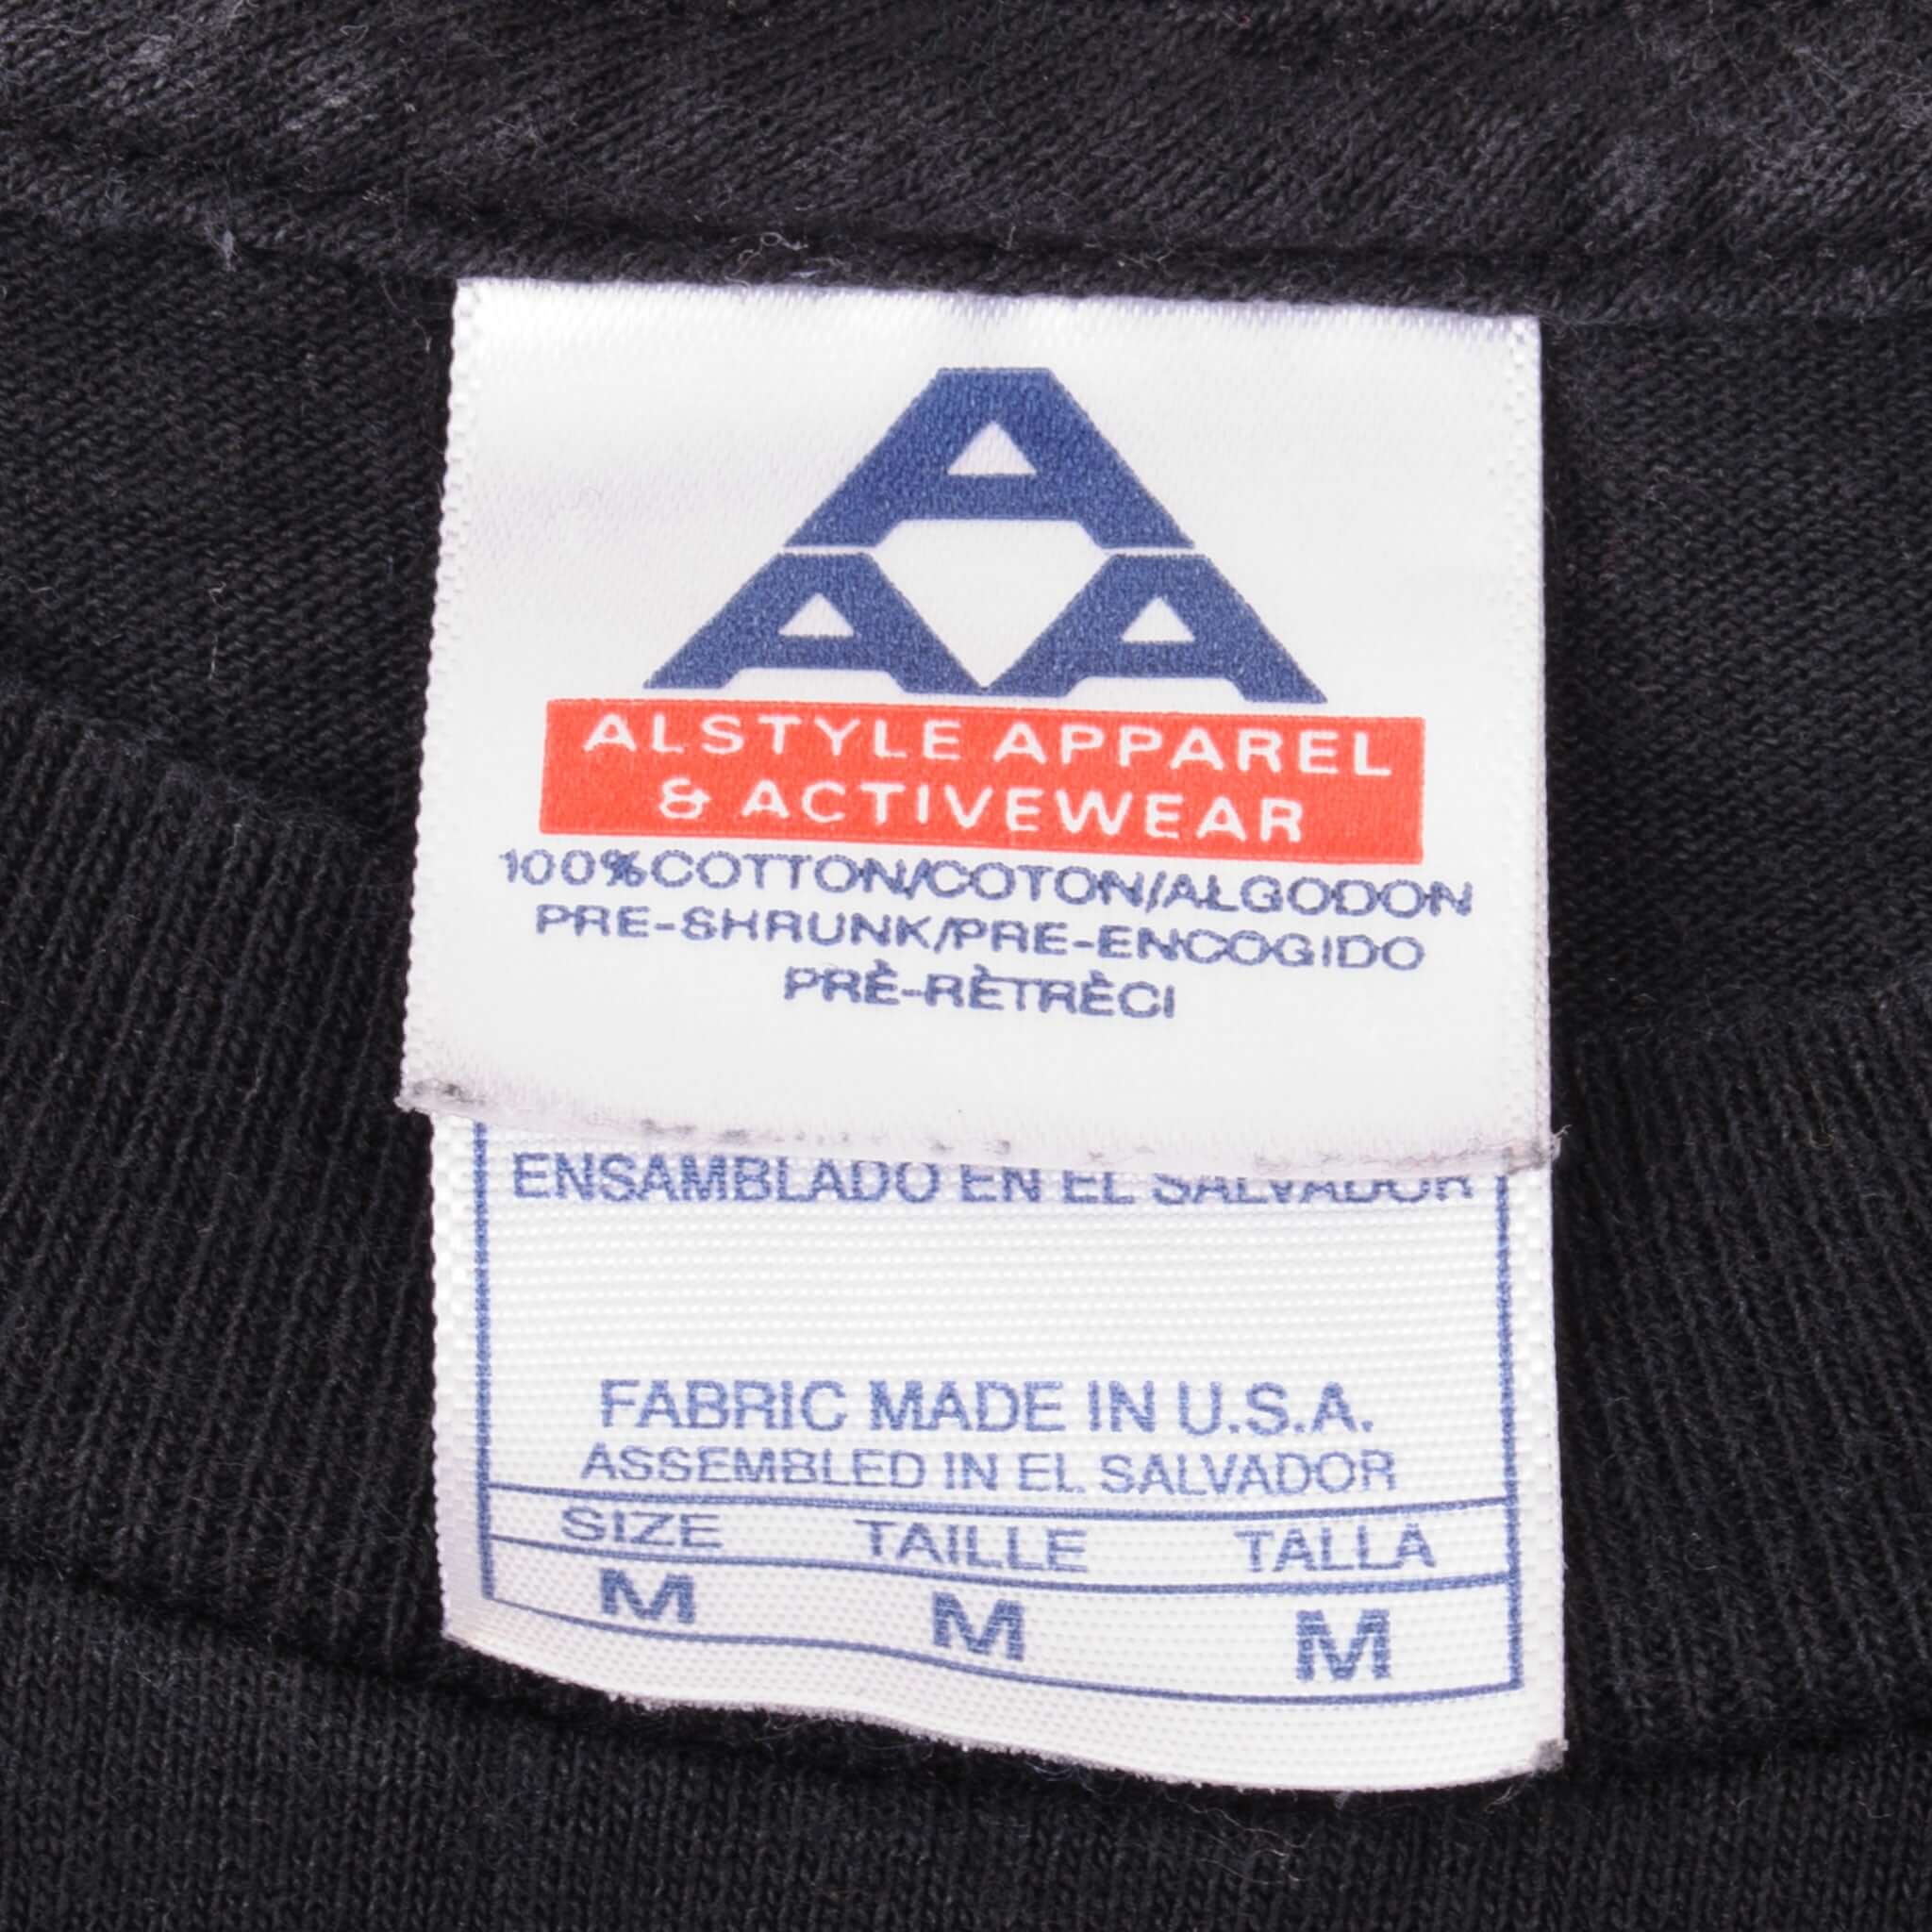 A
A A
ALSTYLE APPAREL
& ACTIVEWEAR
100%COTTON/COTON/ALGODON
PRE-SHRUNK/PRE-ENCOGIDO
PRÈ-RÈTRÈCI
ENSAMBLADO EN EL SALVADOR
FABRIC MADE IN U.S.A.
ASSEMBLED IN EL SALVADOR
SIZE TAILLE TALLA
M M M